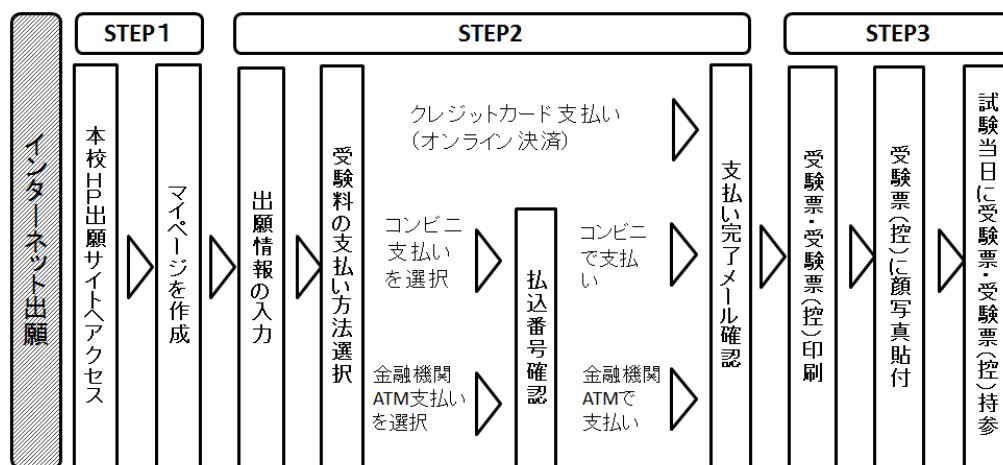 STEP1
STEP2
STEP3
インターネット出願
本校HP出願サイトへアクセス
マイページを作成
出願情報の入力
受験料の支払い方法選択
クレジットカード支払い
(オンライン決済)
コンビニ
支払い
を選択
金融機関
ATM支払い
を選択
払込番号確認
コンビニ
で支払
い
金融機関
ATMで
支払い
支払い完了メール確認
受験票・受験票(控)印刷
受験票(控)に顔写真貼付
試験当日に受験票・受験票(控)持参